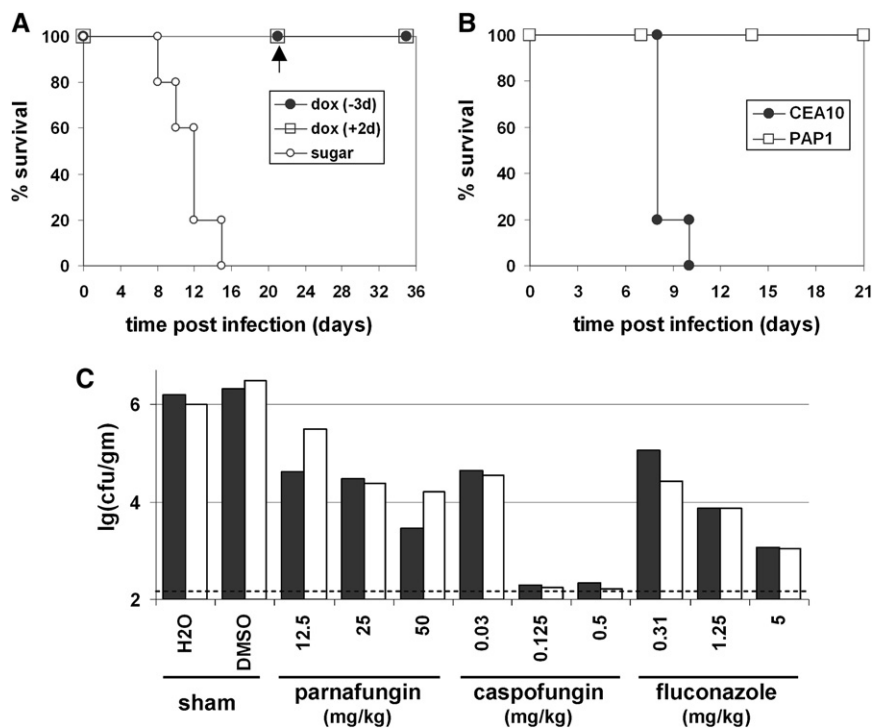 A
100
80
60
40
20
0
% survival
dox (-3d)
dox (+2d)
sugar
0 4 8 12 16 20 24 28 32 36
time post infection (days)
B
100
80
60
40
20
0
% survival
CEA10
PAP1
0 3 6 9 12 15 18 21
time post infection (days)
C
6
4
2
lg(cfu/gm)
H2O DMSO 12.5 25 50 0.03 0.125 0.5 0.31 1.25 5
sham parnafungin caspofungin fluconazole
(mg/kg) (mg/kg) (mg/kg)